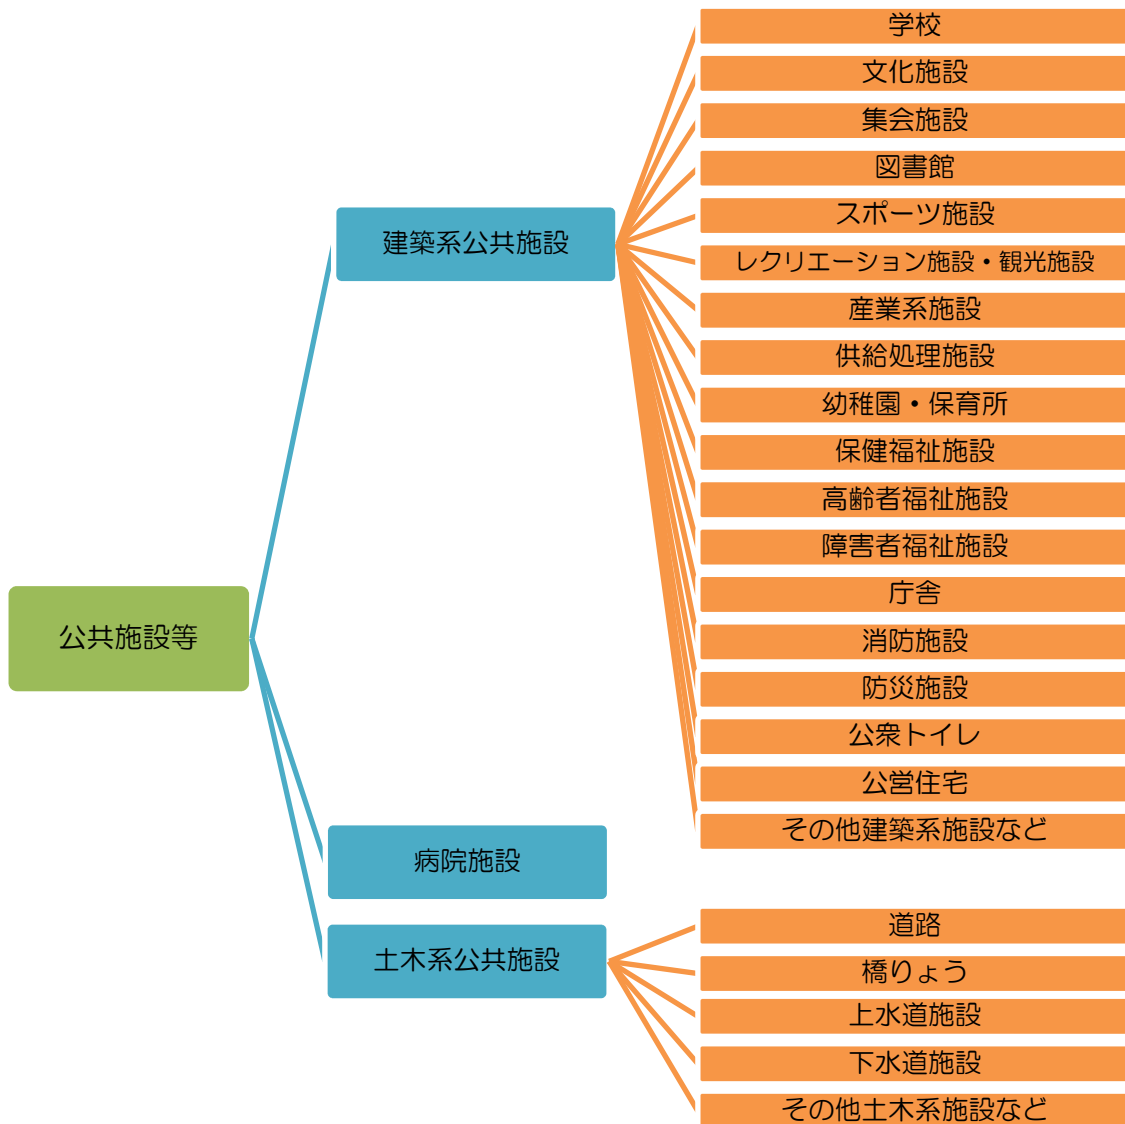 公共施設等
建築系公共施設
学校
文化施設
集会施設
図書館
スポーツ施設
レクリエーション施設・観光施設
産業系施設
供給処理施設
幼稚園・保育所
保健福祉施設
高齢者福祉施設
障害者福祉施設
庁舎
消防施設
防災施設
公衆トイレ
公営住宅
その他建築系施設など
病院施設
土木系公共施設
道路
橋りょう
上水道施設
下水道施設
その他土木系施設など